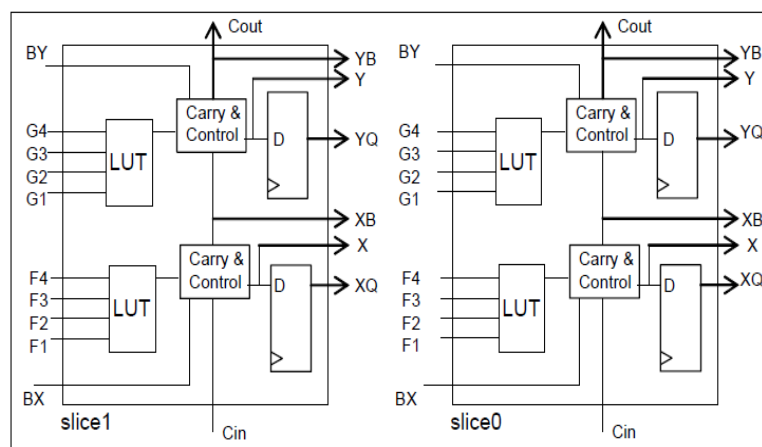 Cout
BY
YB
Y
Carry &
Control
G4
G3
G2
G1
LUT
D
YQ
XB
X
Carry &
Control
F4
F3
F2
F1
LUT
D
XQ
BX
slice1
Cin
Cout
BY
YB
Y
Carry &
Control
G4
G3
G2
G1
LUT
D
YQ
XB
X
Carry &
Control
F4
F3
F2
F1
LUT
D
XQ
BX
slice0
Cin